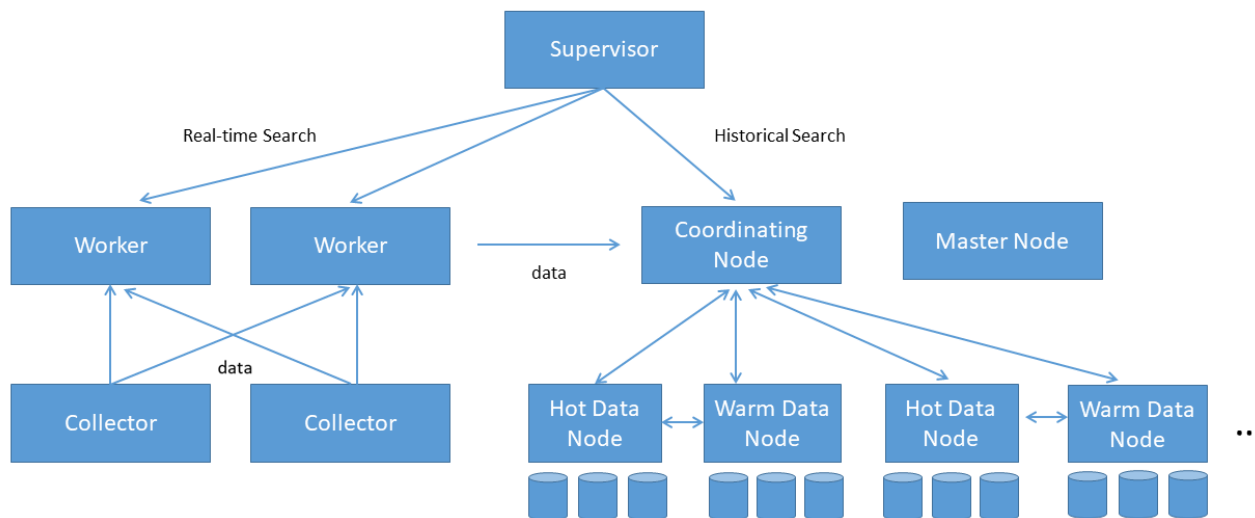 Supervisor
Real-time Search
Historical Search
Worker
Worker
Coordinating
Node
Master Node
data
data
Collector
Collector
Hot Data
Node
Warm Data
Node
Hot Data
Node
Warm Data
Node
..